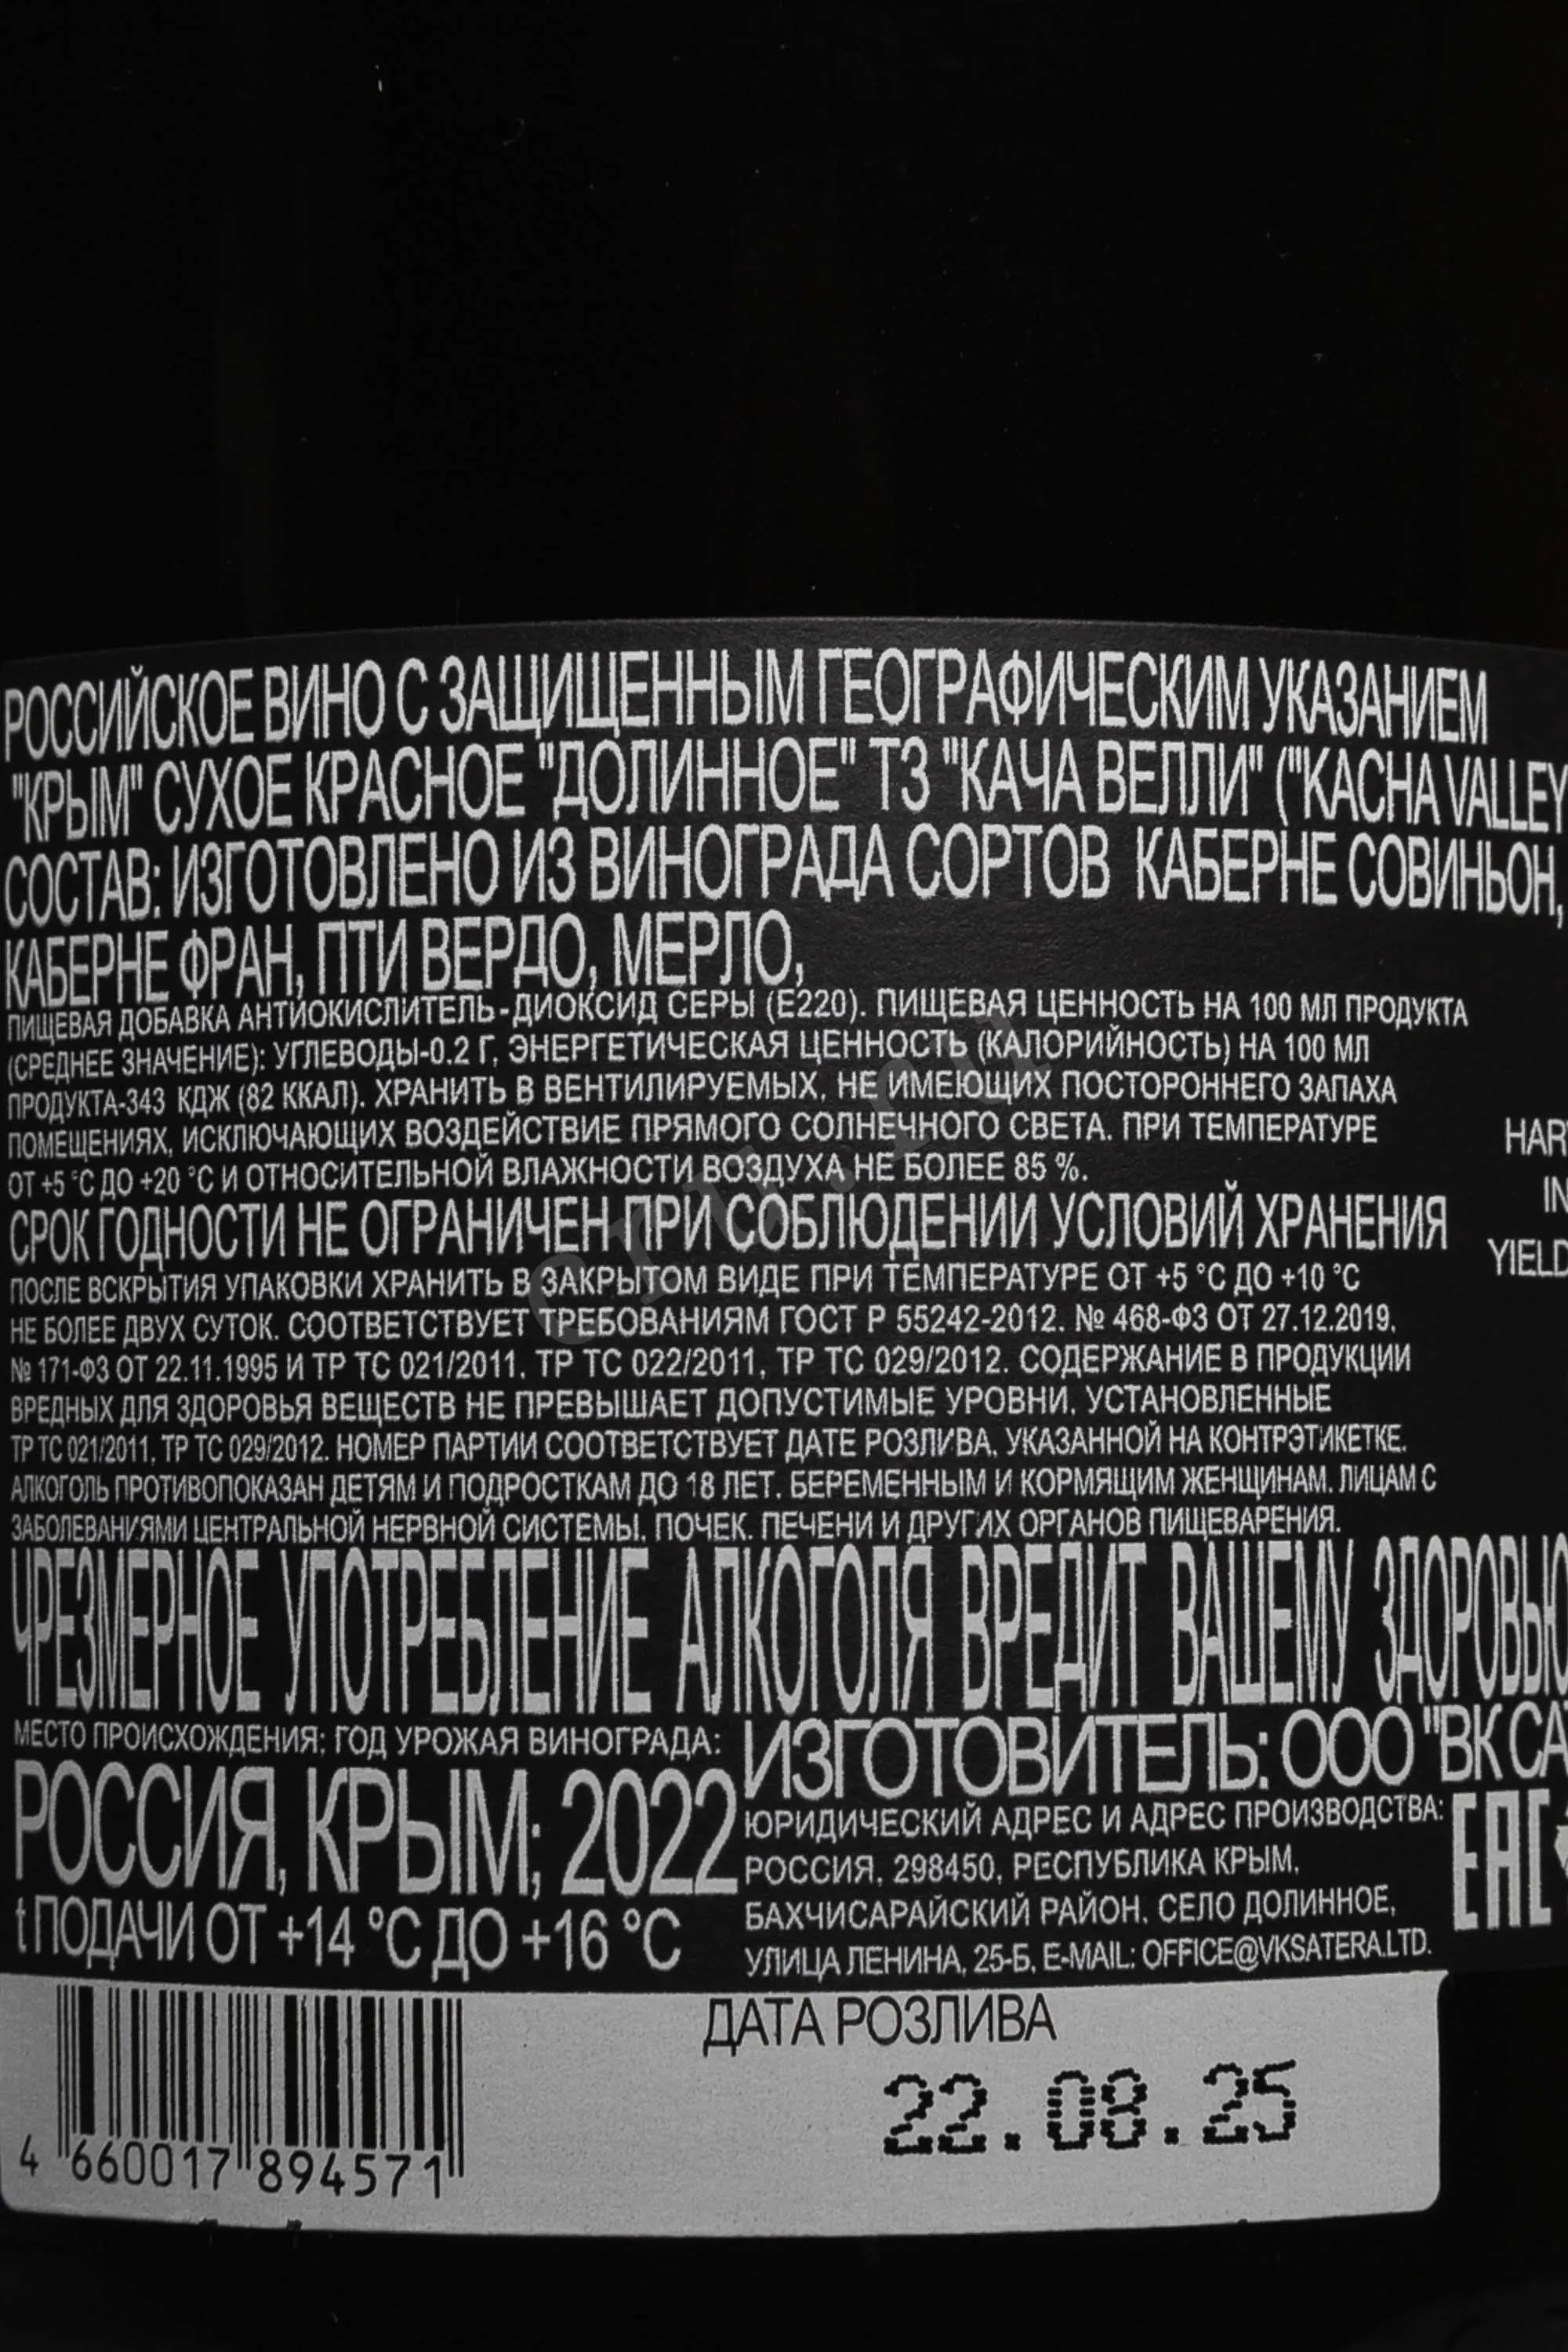 РОССИЙСКОЕ ВИНО С ЗАЩИЩЕННЫМ ГЕОГРАФИЧЕСКИМ УКАЗАНИЕМ
"КРЫМ" СУХОЕ КРАСНОЕ "ДОЛИННОЕ" ТЗ "КАЧА ВЕЛЛИ" ("KACHA VALLEY
СОСТАВ: ИЗГОТОВЛЕНО ИЗ ВИНОГРАДА СОРТОВ КАБЕРНЕ СОВИНЬОН,
КАБЕРНЕ ФРАН, ПТИ ВЕРДО, МЕРЛО,
ПИЩЕВАЯ ДОБАВКА АНТИОКИСЛИТЕЛЬ-ДИОКСИД СЕРЫ (E220). ПИЩЕВАЯ ЦЕННОСТЬ НА 100 МЛ ПРОДУКТА
(СРЕДНЕЕ ЗНАЧЕНИЕ): УГЛЕВОДЫ-0.2 Г, ЭНЕРГЕТИЧЕСКАЯ ЦЕННОСТЬ (КАЛОРИЙНОСТЬ) НА 100 МЛ
ПРОДУКТА-343 КДЖ (82 ККАЛ). ХРАНИТЬ В ВЕНТИЛИРУЕМЫХ, НЕ ИМЕЮЩИХ ПОСТОРОННЕГО ЗАПАХА
ПОМЕЩЕНИЯХ, ИСКЛЮЧАЮЩИХ ВОЗДЕЙСТВИЕ ПРЯМОГО СОЛНЕЧНОГО СВЕТА. ПРИ ТЕМПЕРАТУРЕ
ОТ +5 °C ДО +20 °C И ОТНОСИТЕЛЬНОЙ ВЛАЖНОСТИ ВОЗДУХА НЕ БОЛЕЕ 85 %.
СРОК ГОДНОСТИ НЕ ОГРАНИЧЕН ПРИ СОБЛЮДЕНИИ УСЛОВИЙ ХРАНЕНИЯ
ПОСЛЕ ВСКРЫТИЯ УПАКОВКИ ХРАНИТЬ В ЗАКРЫТОМ ВИДЕ ПРИ ТЕМПЕРАТУРЕ ОТ +5 °C ДО +10 °C
НЕ БОЛЕЕ ДВУХ СУТОК. СООТВЕТСТВУЕТ ТРЕБОВАНИЯМ ГОСТ Р 55242-2012. № 468-ФЗ ОТ 27.12.2019.
№ 171-ФЗ ОТ 22.11.1995 И ТР ТС 021/2011, ТР ТС 022/2011, ТР ТС 029/2012. СОДЕРЖАНИЕ В ПРОДУКЦИИ
ВРЕДНЫХ ДЛЯ ЗДОРОВЬЯ ВЕЩЕСТВ НЕ ПРЕВЫШАЕТ ДОПУСТИМЫЕ УРОВНИ, УСТАНОВЛЕННЫЕ
ТР ТС 021/2011, ТР ТС 029/2012. НОМЕР ПАРТИИ СООТВЕТСТВУЕТ ДАТЕ РОЗЛИВА, УКАЗАННОЙ НА КОНТРЭТИКЕТКЕ.
АЛКОГОЛЬ ПРОТИВОПОКАЗАН ДЕТЯМ И ПОДРОСТКАМ ДО 18 ЛЕТ. БЕРЕМЕННЫМ И КОРМЯЩИМ ЖЕНЩИНАМ. ЛИЦАМ С
ЗАБОЛЕВАНИЯМИ ЦЕНТРАЛЬНОЙ НЕРВНОЙ СИСТЕМЫ, ПОЧЕК, ПЕЧЕНИ И ДРУГИХ ОРГАНОВ ПИЩЕВАРЕНИЯ.
HAR
IN
YIELD
ЧРЕЗМЕРНОЕ УПОТРЕБЛЕНИЕ АЛКОГОЛЯ ВРЕДИТ ВАШЕМУ ЗДОРОВЬЮ
МЕСТО ПРОИСХОЖДЕНИЯ; ГОД УРОЖАЯ ВИНОГРАДА:
РОССИЯ, КРЫМ; 2022
t ПОДАЧИ ОТ +14 °C ДО +16 °C
ИЗГОТОВИТЕЛЬ: ООО "ВК СА
ЮРИДИЧЕСКИЙ АДРЕС И АДРЕС ПРОИЗВОДСТВА:
РОССИЯ, 298450, РЕСПУБЛИКА КРЫМ,
БАХЧИСАРАЙСКИЙ РАЙОН. СЕЛО ДОЛИННОЕ,
УЛИЦА ЛЕНИНА, 25-Б, E-MAIL: OFFICE@VKSATERA.LTD.
EAC
ДАТА РОЗЛИВА
22.08.25
4 660017 894571